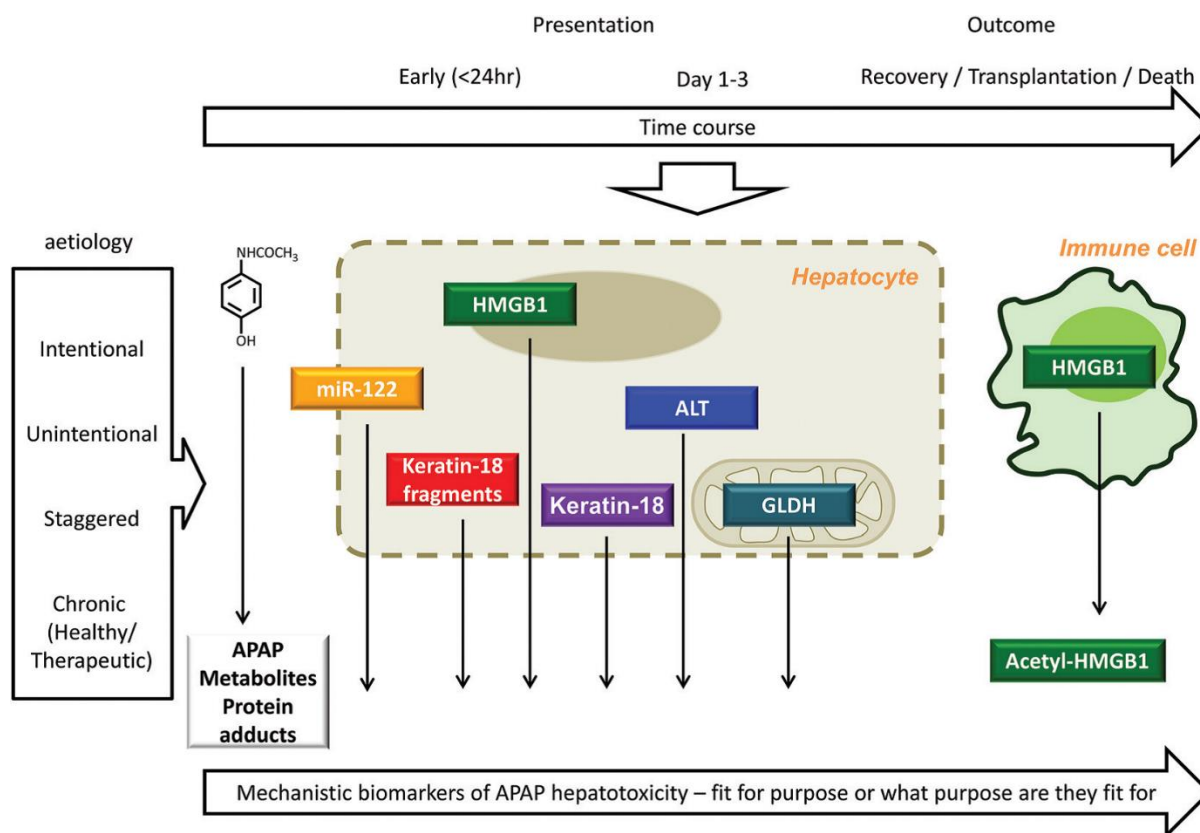 Presentation
Outcome
Early (<24hr)
Day 1-3
Recovery / Transplantation / Death
Time course
aetiology
Intentional
Unintentional
Staggered
Chronic
(Healthy/
Therapeutic)
NHCOCH₃
OH
APAP
Metabolites
Protein
adducts
Hepatocyte
HMGB1
miR-122
ALT
Keratin-18
fragments
Keratin-18
GLDH
Immune cell
HMGB1
Acetyl-HMGB1
Mechanistic biomarkers of APAP hepatotoxicity – fit for purpose or what purpose are they fit for